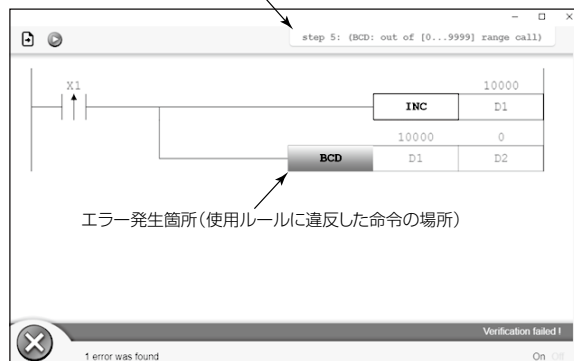 step 5: (BCD: out of [0...9999] range call)
X1
10000
INC
D1
10000
0
BCD
D1
D2
エラー発生箇所(使用ルールに違反した命令の場所)
Verification failed !
1 error was found
On
Off